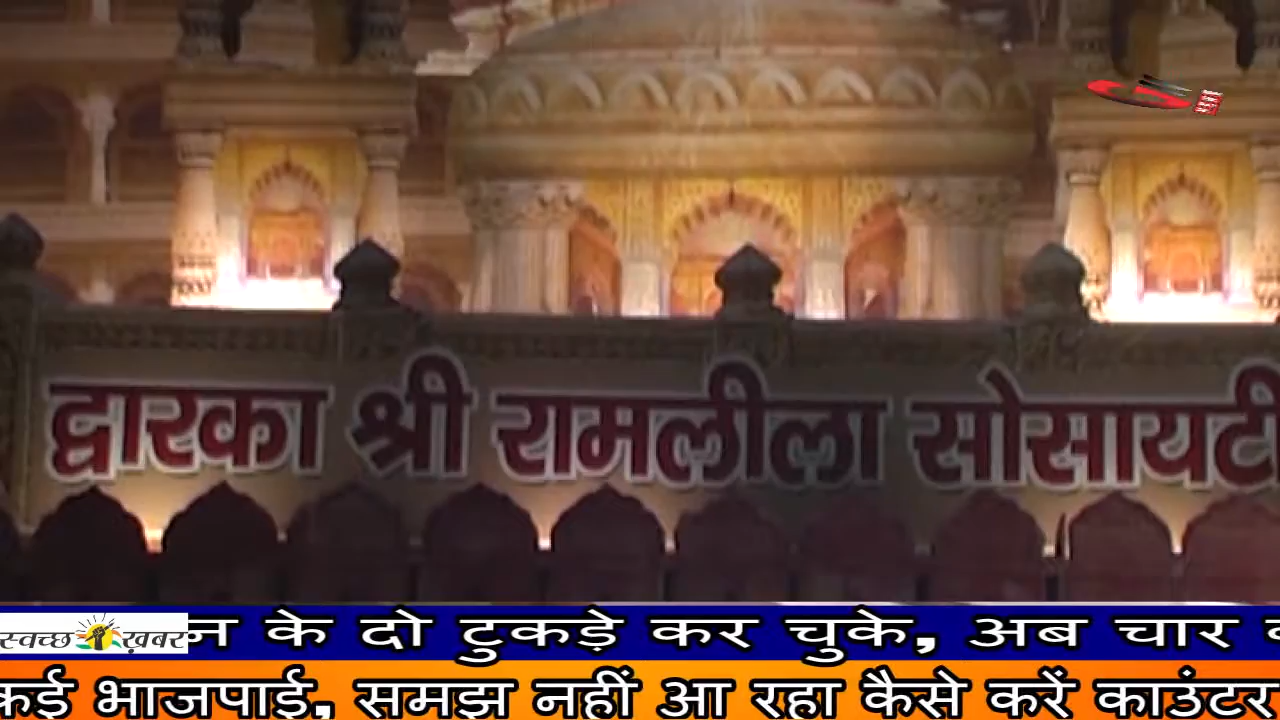 द्वारका श्री रामलीला सोसायटी
स्वच्छ ख़बर
न के दो टुकड़े कर चुके, अब चार
कई भाजपाई, समझ नहीं आ रहा कैसे करें काउंटर